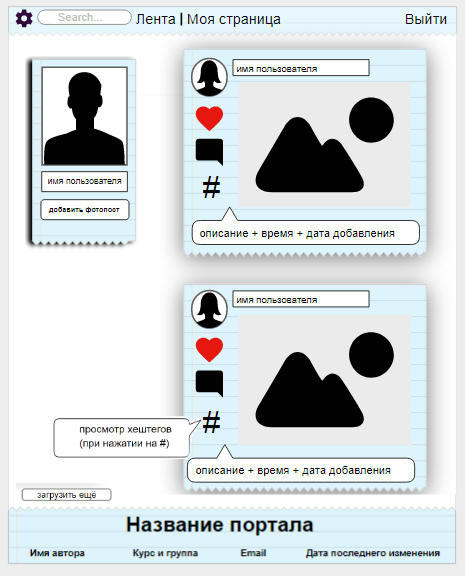 Search... Лента | Моя страница Выйти
имя пользователя
добавить фотопост
имя пользователя
#
описание + время + дата добавления
имя пользователя
#
просмотр хештегов
(при нажатии на #)
описание + время + дата добавления
загрузить ещё
Название портала
Имя автора Курс и группа Email Дата последнего изменения